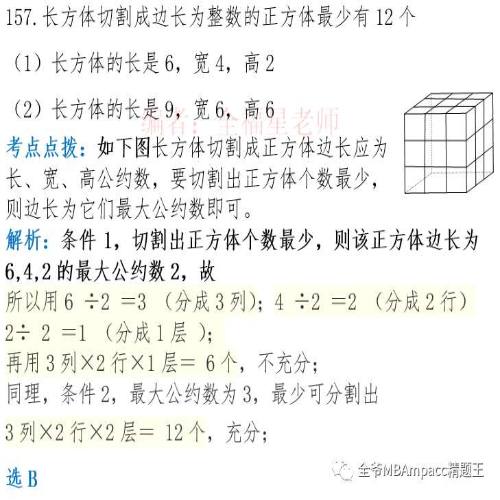 157.长方体切割成边长为整数的正方体最少有 12 个
（1）长方体的长是 6，宽 4，高 2
（2）长方体的长是 9，宽 6，高 6
编者：全福星老师
考点点拨：如下图长方体切割成正方体边长应为
长、宽、高公约数，要切割出正方体个数最少，
则边长为它们最大公约数即可。
解析：条件 1，切割出正方体个数最少，则该正方体边长为
6,4,2 的最大公约数 2，故
所以用 6 ÷2 =3 （分成 3 列）；4 ÷2 =2 （分成 2 行）
2÷ 2 =1 （分成 1 层 ）；
再用 3 列×2 行×1 层＝ 6 个，不充分；
同理，条件 2，最大公约数为 3，最少可分割出
3 列×2 行×2 层＝ 12 个，充分；
选 B
全爷MBAmpacc精题王